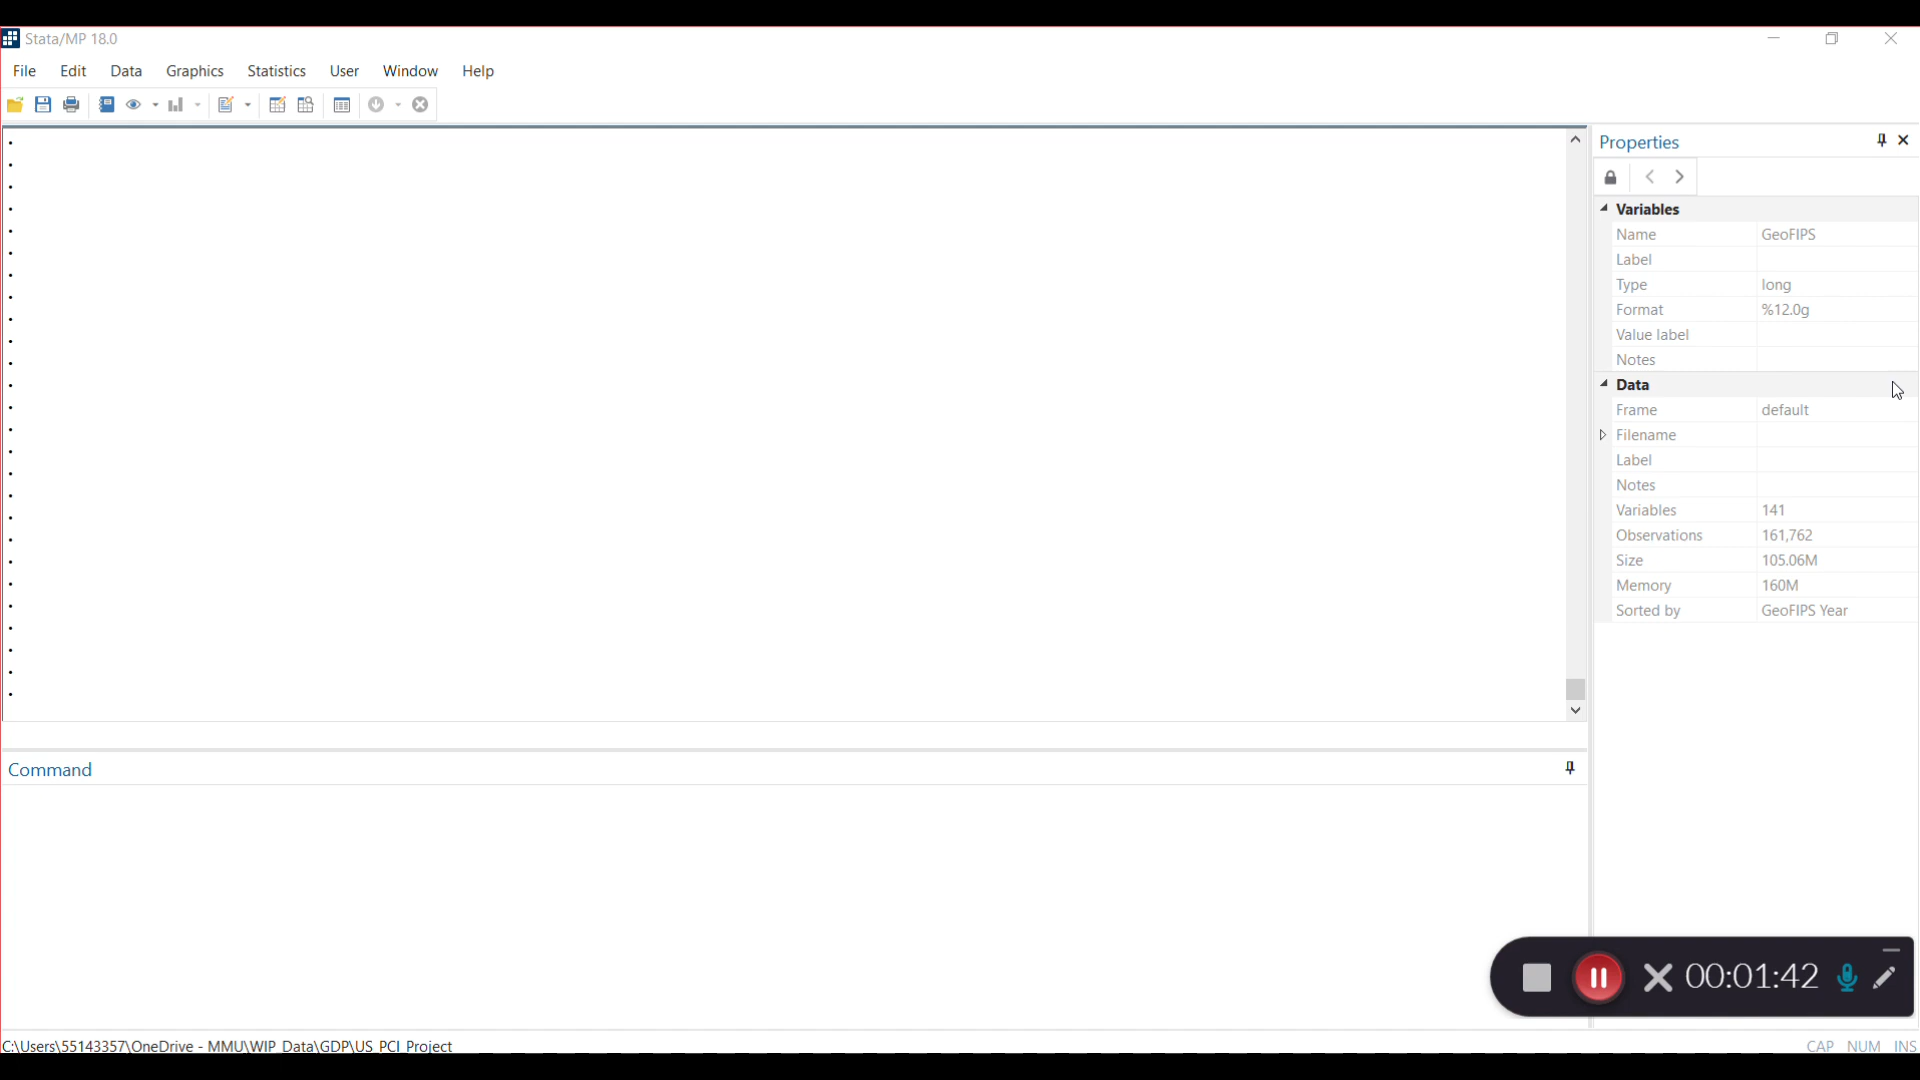 Stata/MP 18.0
File Edit Data Graphics Statistics User Window Help
Properties
Variables
Name GeoFIPS
Label
Type long
Format %12.0g
Value label
Notes
Data
Frame default
Filename
Label
Notes
Variables 141
Observations 161,762
Size 105.06M
Memory 160M
Sorted by GeoFIPS Year
Command
00:01:42
C:\Users\55143357\OneDrive - MMU\WIP_Data\GDP\US_PCI_Project
CAP NUM INS